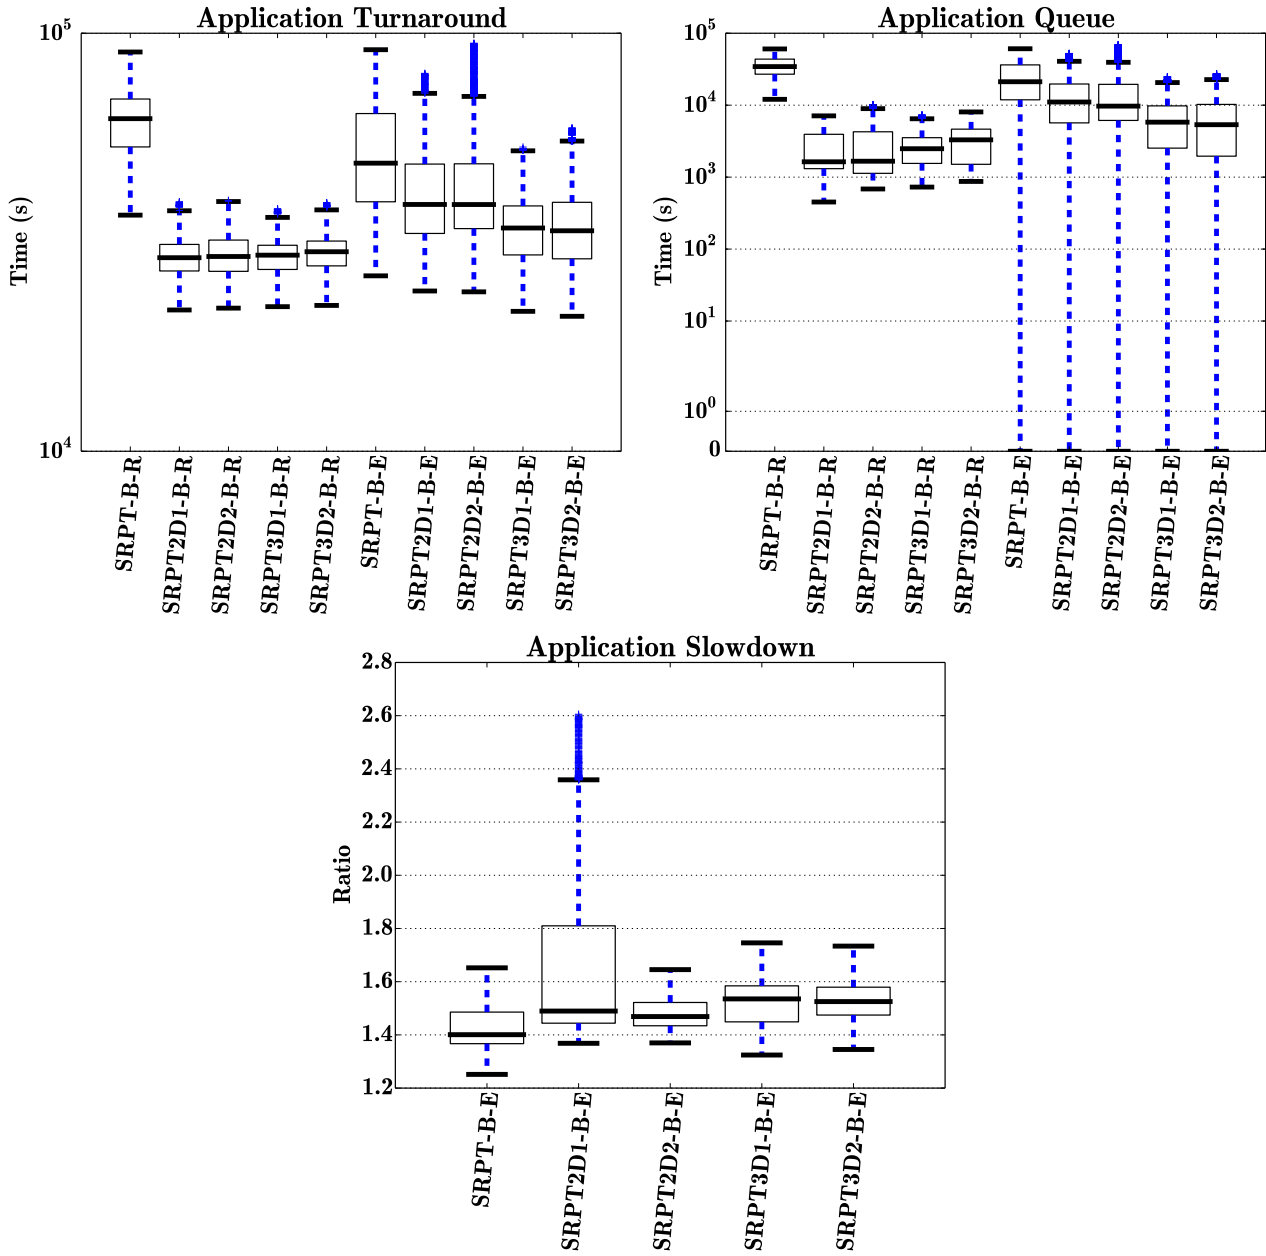 Application Turnaround
10^5
Time (s)
10^4
SRPT-B-R
SRPT2D1-B-R
SRPT2D2-B-R
SRPT3D1-B-R
SRPT3D2-B-R
SRPT-B-E
SRPT2D1-B-E
SRPT2D2-B-E
SRPT3D1-B-E
SRPT3D2-B-E
Application Queue
10^5
10^4
10^3
Time (s)
10^2
10^1
10^0
0
SRPT-B-R
SRPT2D1-B-R
SRPT2D2-B-R
SRPT3D1-B-R
SRPT3D2-B-R
SRPT-B-E
SRPT2D1-B-E
SRPT2D2-B-E
SRPT3D1-B-E
SRPT3D2-B-E
Application Slowdown
2.8
2.6
2.4
2.2
2.0
Ratio
1.8
1.6
1.4
1.2
SRPT-B-E
SRPT2D1-B-E
SRPT2D2-B-E
SRPT3D1-B-E
SRPT3D2-B-E